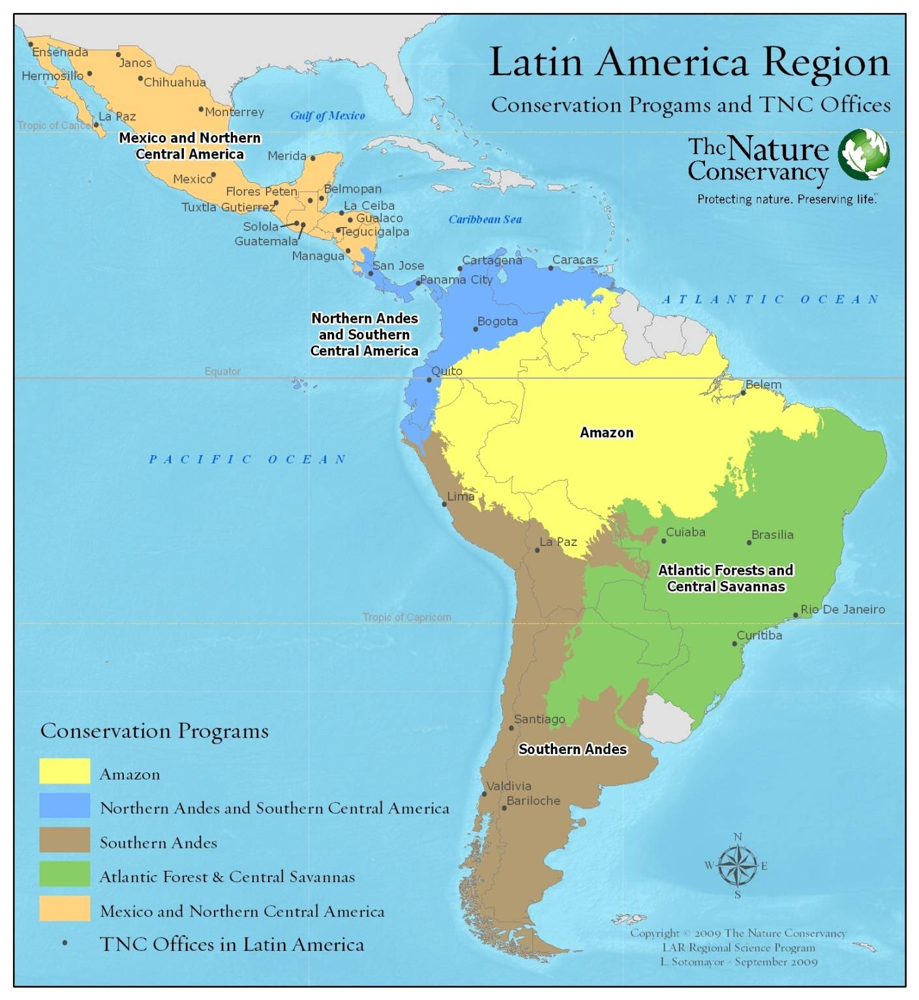 Latin America Region
Conservation Progams and TNC Offices
The Nature
Conservancy
Protecting nature. Preserving life.™
Ensenada
Janos
Hermosillo
Chihuahua
Monterrey
La Paz
Tropic of Cancer
Gulf of Mexico
Mexico and Northern
Central America
Merida
Mexico
Flores Peten
Belmopan
Tuxtla Gutierrez
La Ceiba
Gualaco
Solola
Tegucigalpa
Guatemala
Managua
Caribbean Sea
San Jose
Cartagena
Caracas
Panama City
ATLANTIC OCEAN
Northern Andes
and Southern
Central America
Bogota
Equator
Quito
Belem
Amazon
PACIFIC OCEAN
Lima
La Paz
Cuiaba
Brasilia
Atlantic Forests and
Central Savannas
Rio De Janeiro
Tropic of Capricorn
Curitiba
Santiago
Southern Andes
Valdivia
Bariloche
Conservation Programs
Amazon
Northern Andes and Southern Central America
Southern Andes
Atlantic Forest & Central Savannas
Mexico and Northern Central America
TNC Offices in Latin America
N
W E
S
Copyright © 2009 The Nature Conservancy
LAR Regional Science Program
L. Sotomayor - September 2009